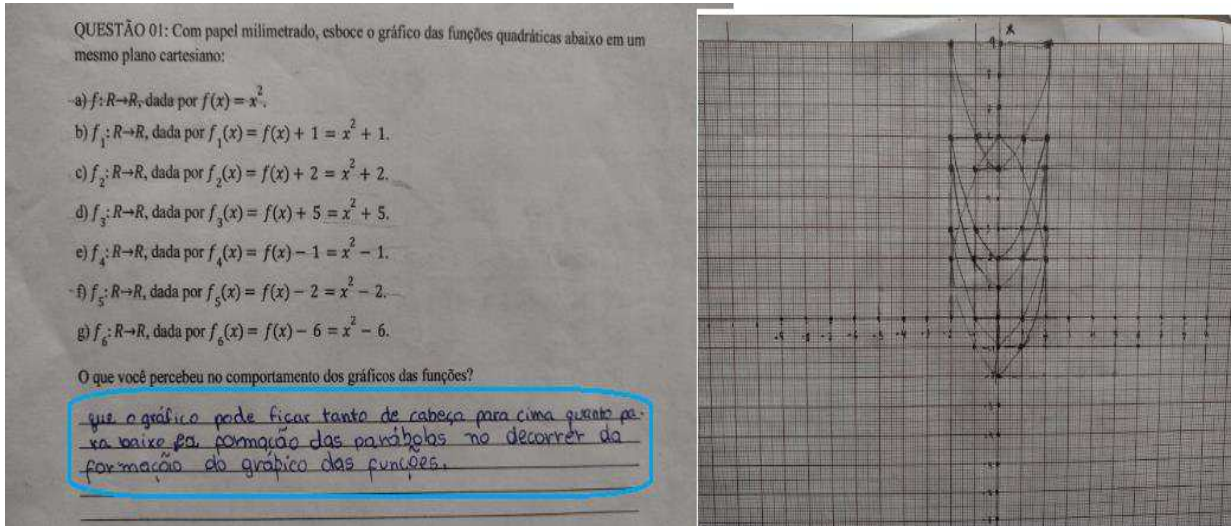 QUESTÃO 01: Com papel milimetrado, esboce o gráfico das funções quadráticas abaixo em um
mesmo plano cartesiano:
a) f: R→R, dada por f(x) = x².
b) f₁: R→R, dada por f₁(x) = f(x) + 1 = x² + 1.
c) f₂: R→R, dada por f₂(x) = f(x) + 2 = x² + 2.
d) f₃: R→R, dada por f₃(x) = f(x) + 5 = x² + 5.
e) f₄: R→R, dada por f₄(x) = f(x) − 1 = x² − 1.
f) f₅: R→R, dada por f₅(x) = f(x) − 2 = x² − 2.
g) f₆: R→R, dada por f₆(x) = f(x) − 6 = x² − 6.
O que você percebeu no comportamento dos gráficos das funções?
que o gráfico pode ficar tanto de cabeça para cima quanto pa-
ra baixo formação das parábolas no decorrer da
formação do gráfico das funções.